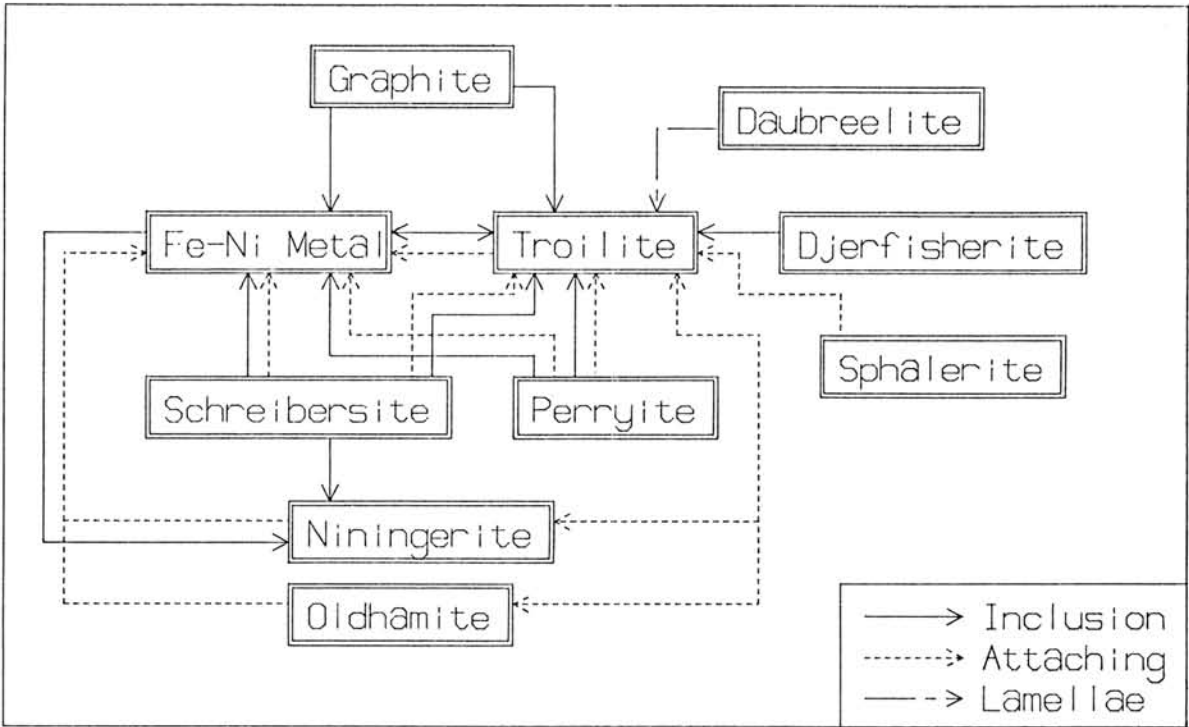 Graphite
Daubreelite
Fe-Ni Metal
Troilite
Djerfisherite
Sphalerite
Schreibersite
Perryite
Niningerite
Oldhamite
Inclusion
Attaching
Lamellae